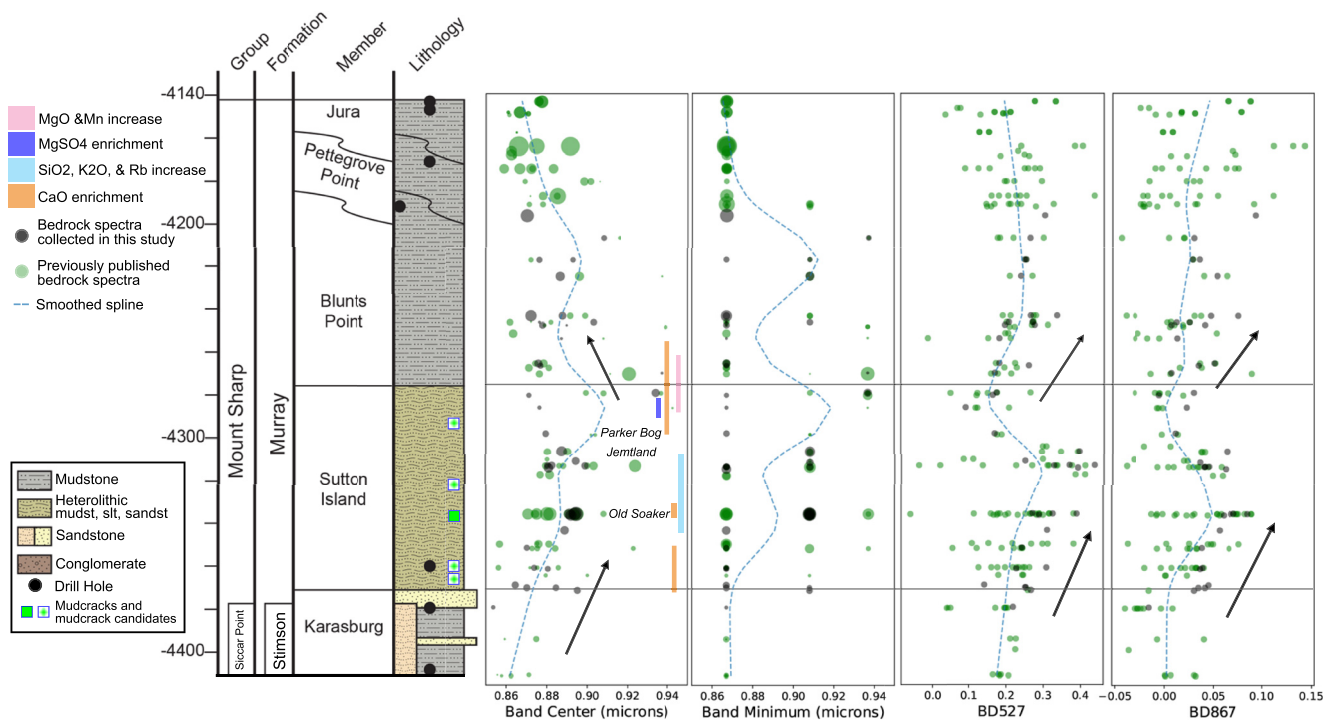 Group
Formation
Member
Lithology
-4140
-4200
-4300
-4400
MgO &Mn increase
MgSO4 enrichment
SiO2, K2O, & Rb increase
CaO enrichment
Bedrock spectra
collected in this study
Previously published
bedrock spectra
Smoothed spline
Mudstone
Heterolithic
mudst, slt, sandst
Sandstone
Conglomerate
Drill Hole
Mudcracks and
mudcrack candidates
Mount Sharp
Siccar Point
Murray
Stimson
Jura
Pettegrove
Point
Blunts
Point
Sutton
Island
Karasburg
Parker Bog
Jemtland
Old Soaker
0.86 0.88 0.90 0.92 0.94
Band Center (microns)
0.86 0.88 0.90 0.92 0.94
Band Minimum (microns)
0.0 0.1 0.2 0.3 0.4
BD527
−0.05 0.00 0.05 0.10 0.15
BD867